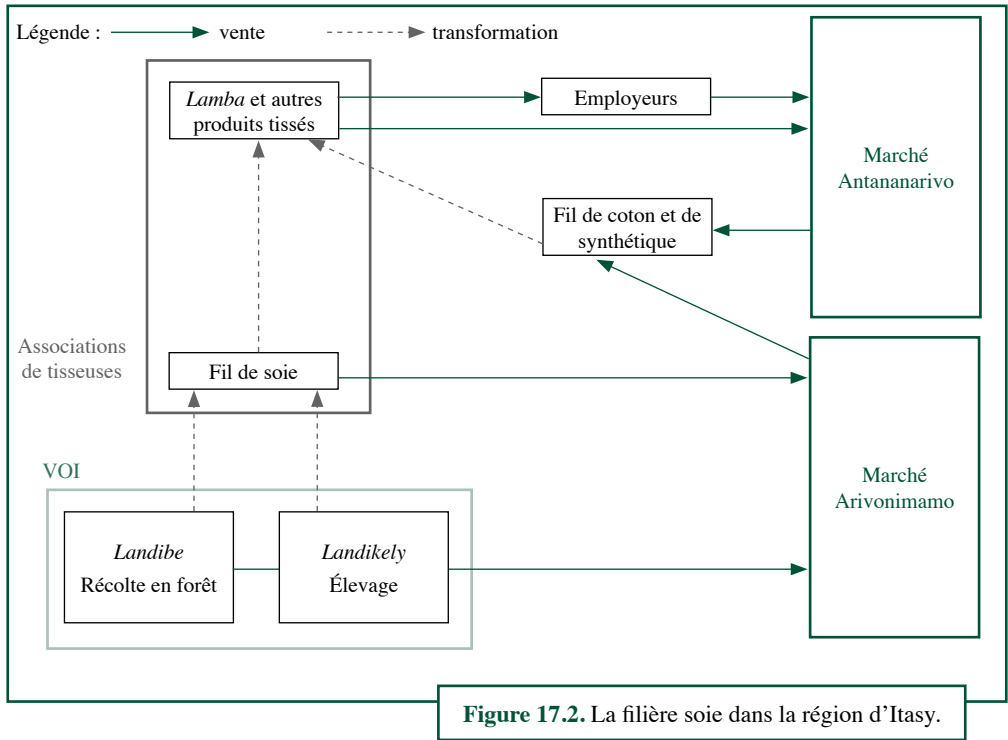 Légende :
vente
transformation
Lamba et autres
produits tissés
Employeurs
Marché
Antananarivo
Fil de coton et de
synthétique
Associations
de tisseuses
Fil de soie
VOI
Landibe
Récolte en forêt
Landikely
Élevage
Marché
Arivonimamo
Figure 17.2. La filière soie dans la région d’Itasy.